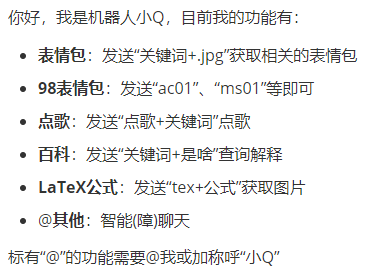 你好，我是机器人小Q，目前我的功能有：
• 表情包：发送“关键词+.jpg”获取相关的表情包
• 98表情包：发送“ac01”、“ms01”等即可
• 点歌：发送“点歌+关键词”点歌
• 百科：发送“关键词+是啥”查询解释
• LaTeX公式：发送“tex+公式”获取图片
• @其他：智能(障)聊天
标有“@”的功能需要@我或加称呼“小Q”